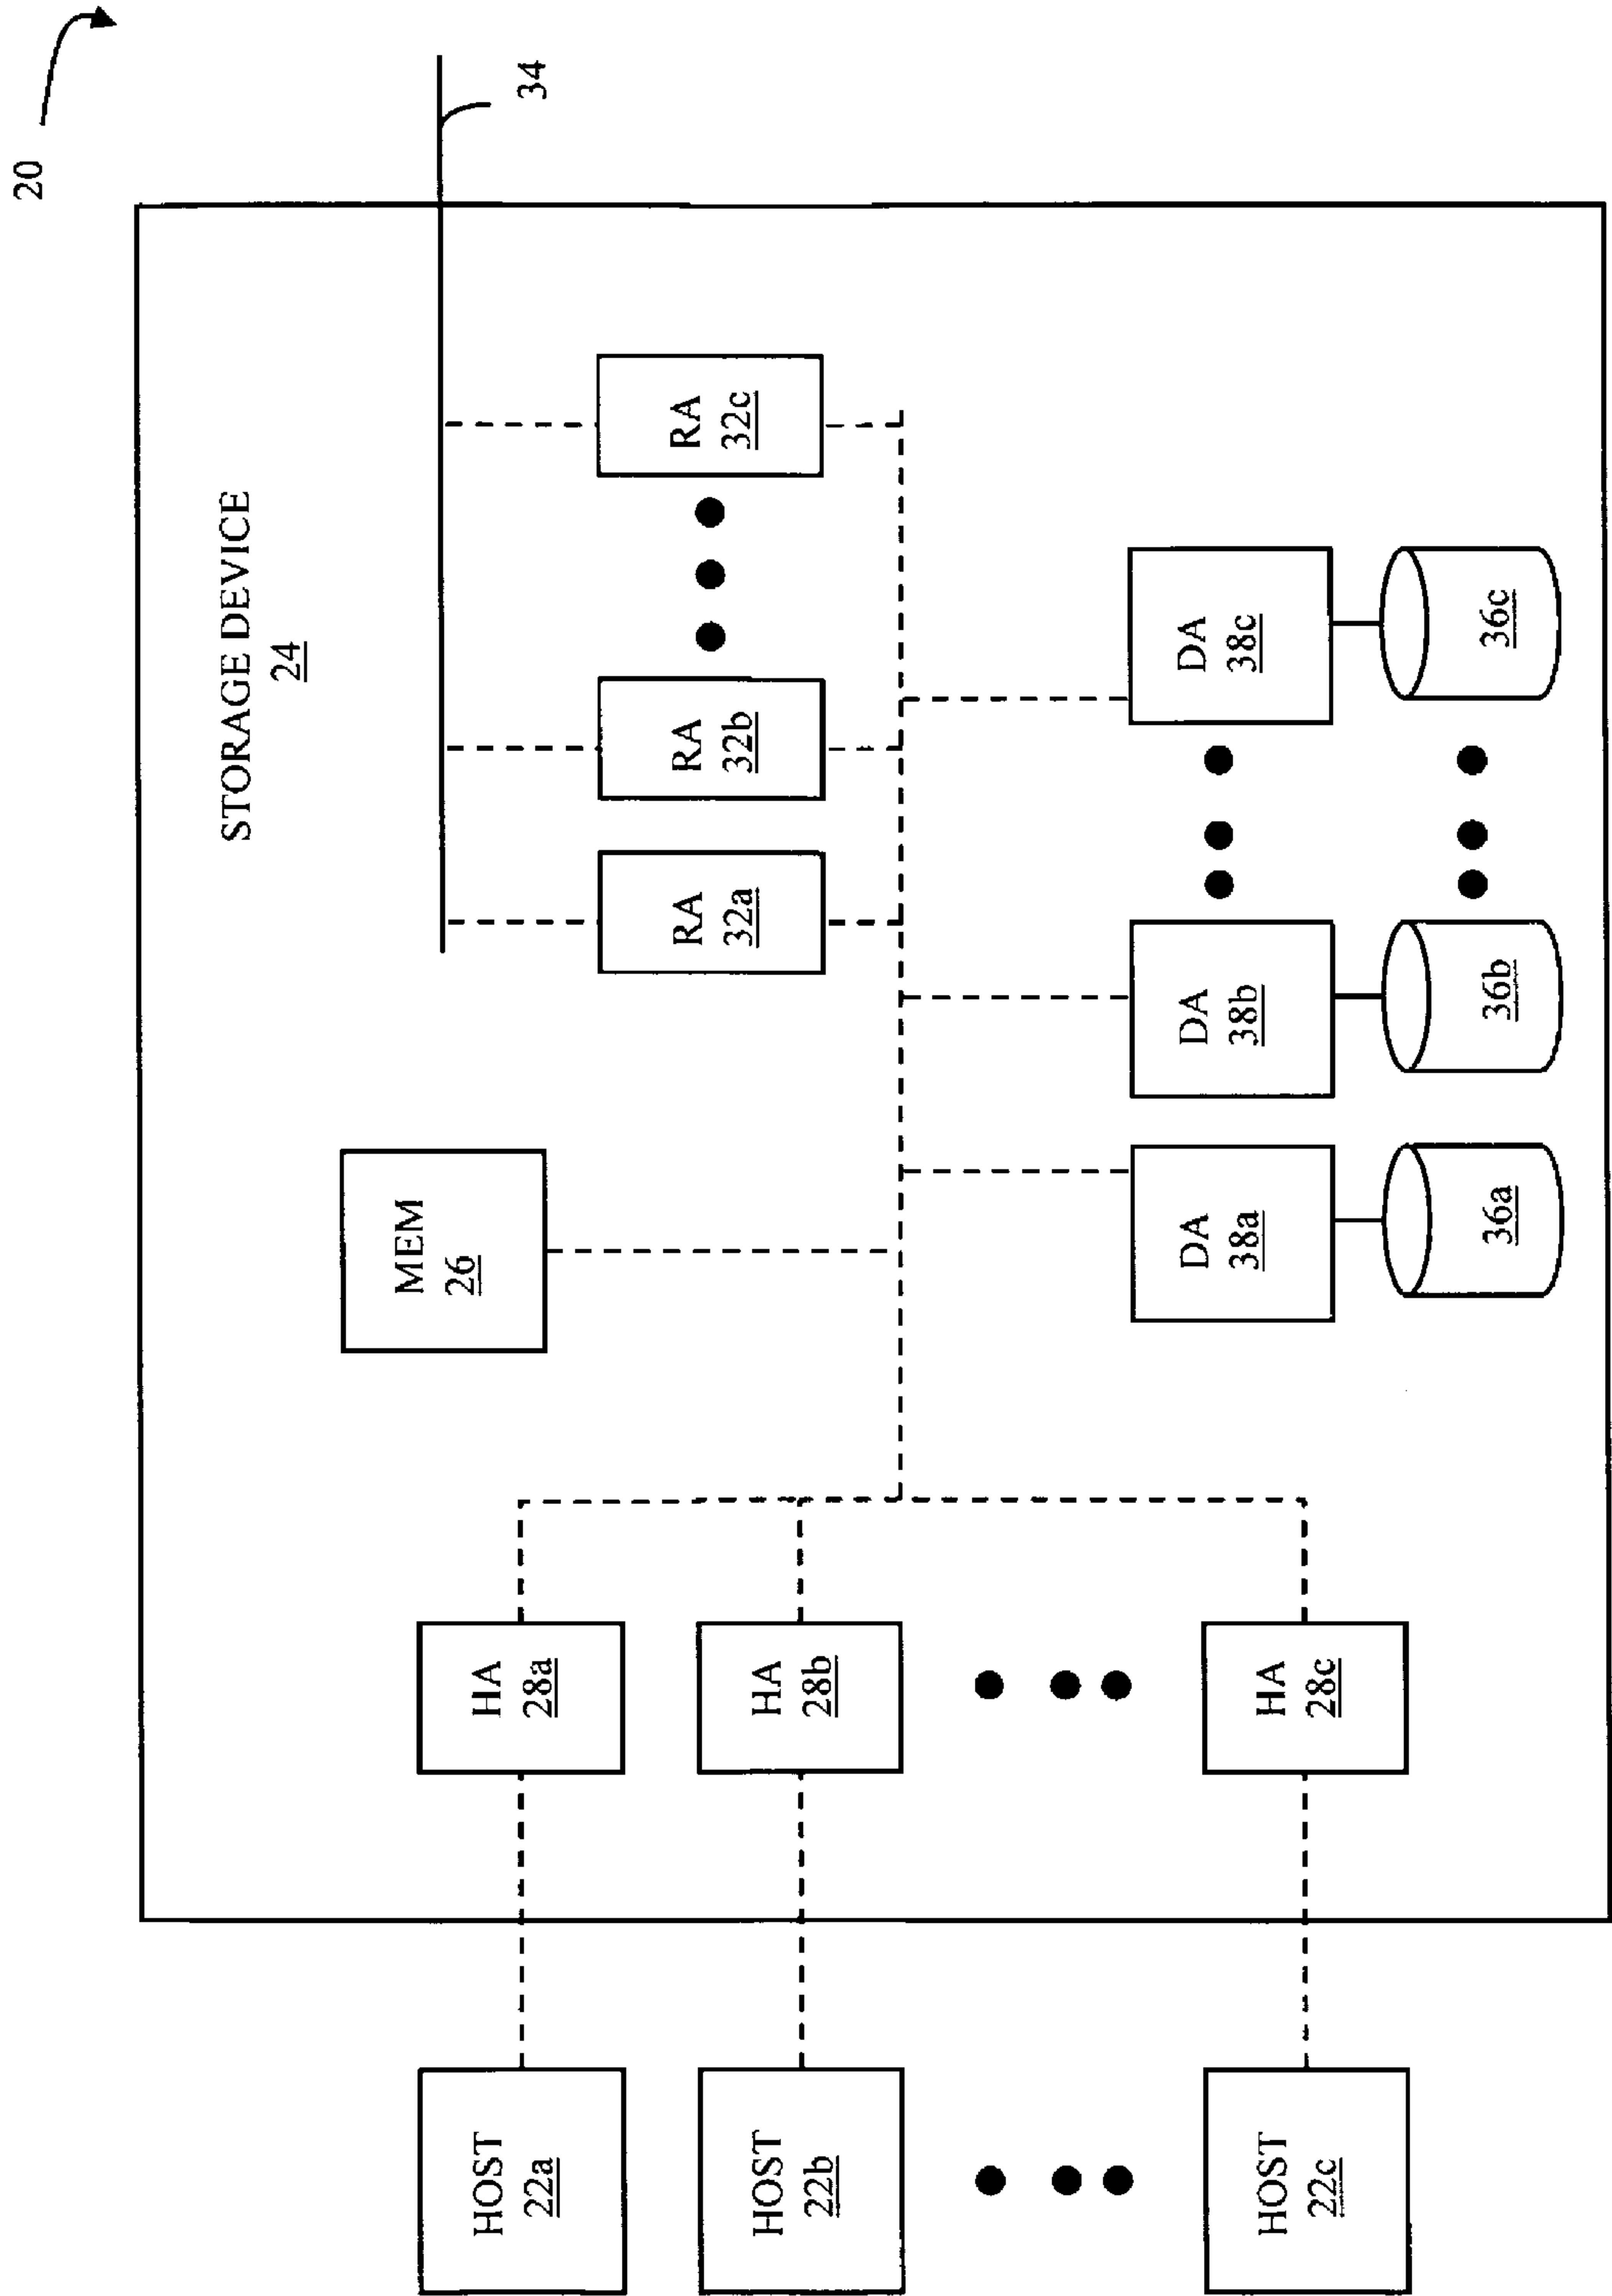 20
STORAGE DEVICE
24
34
MEM
26
RA
32a
RA
32b
RA
32c
HOST
22a
HA
28a
HOST
22b
HA
28b
HOST
22c
HA
28c
DA
38a
DA
38b
DA
38c
36a
36b
36c